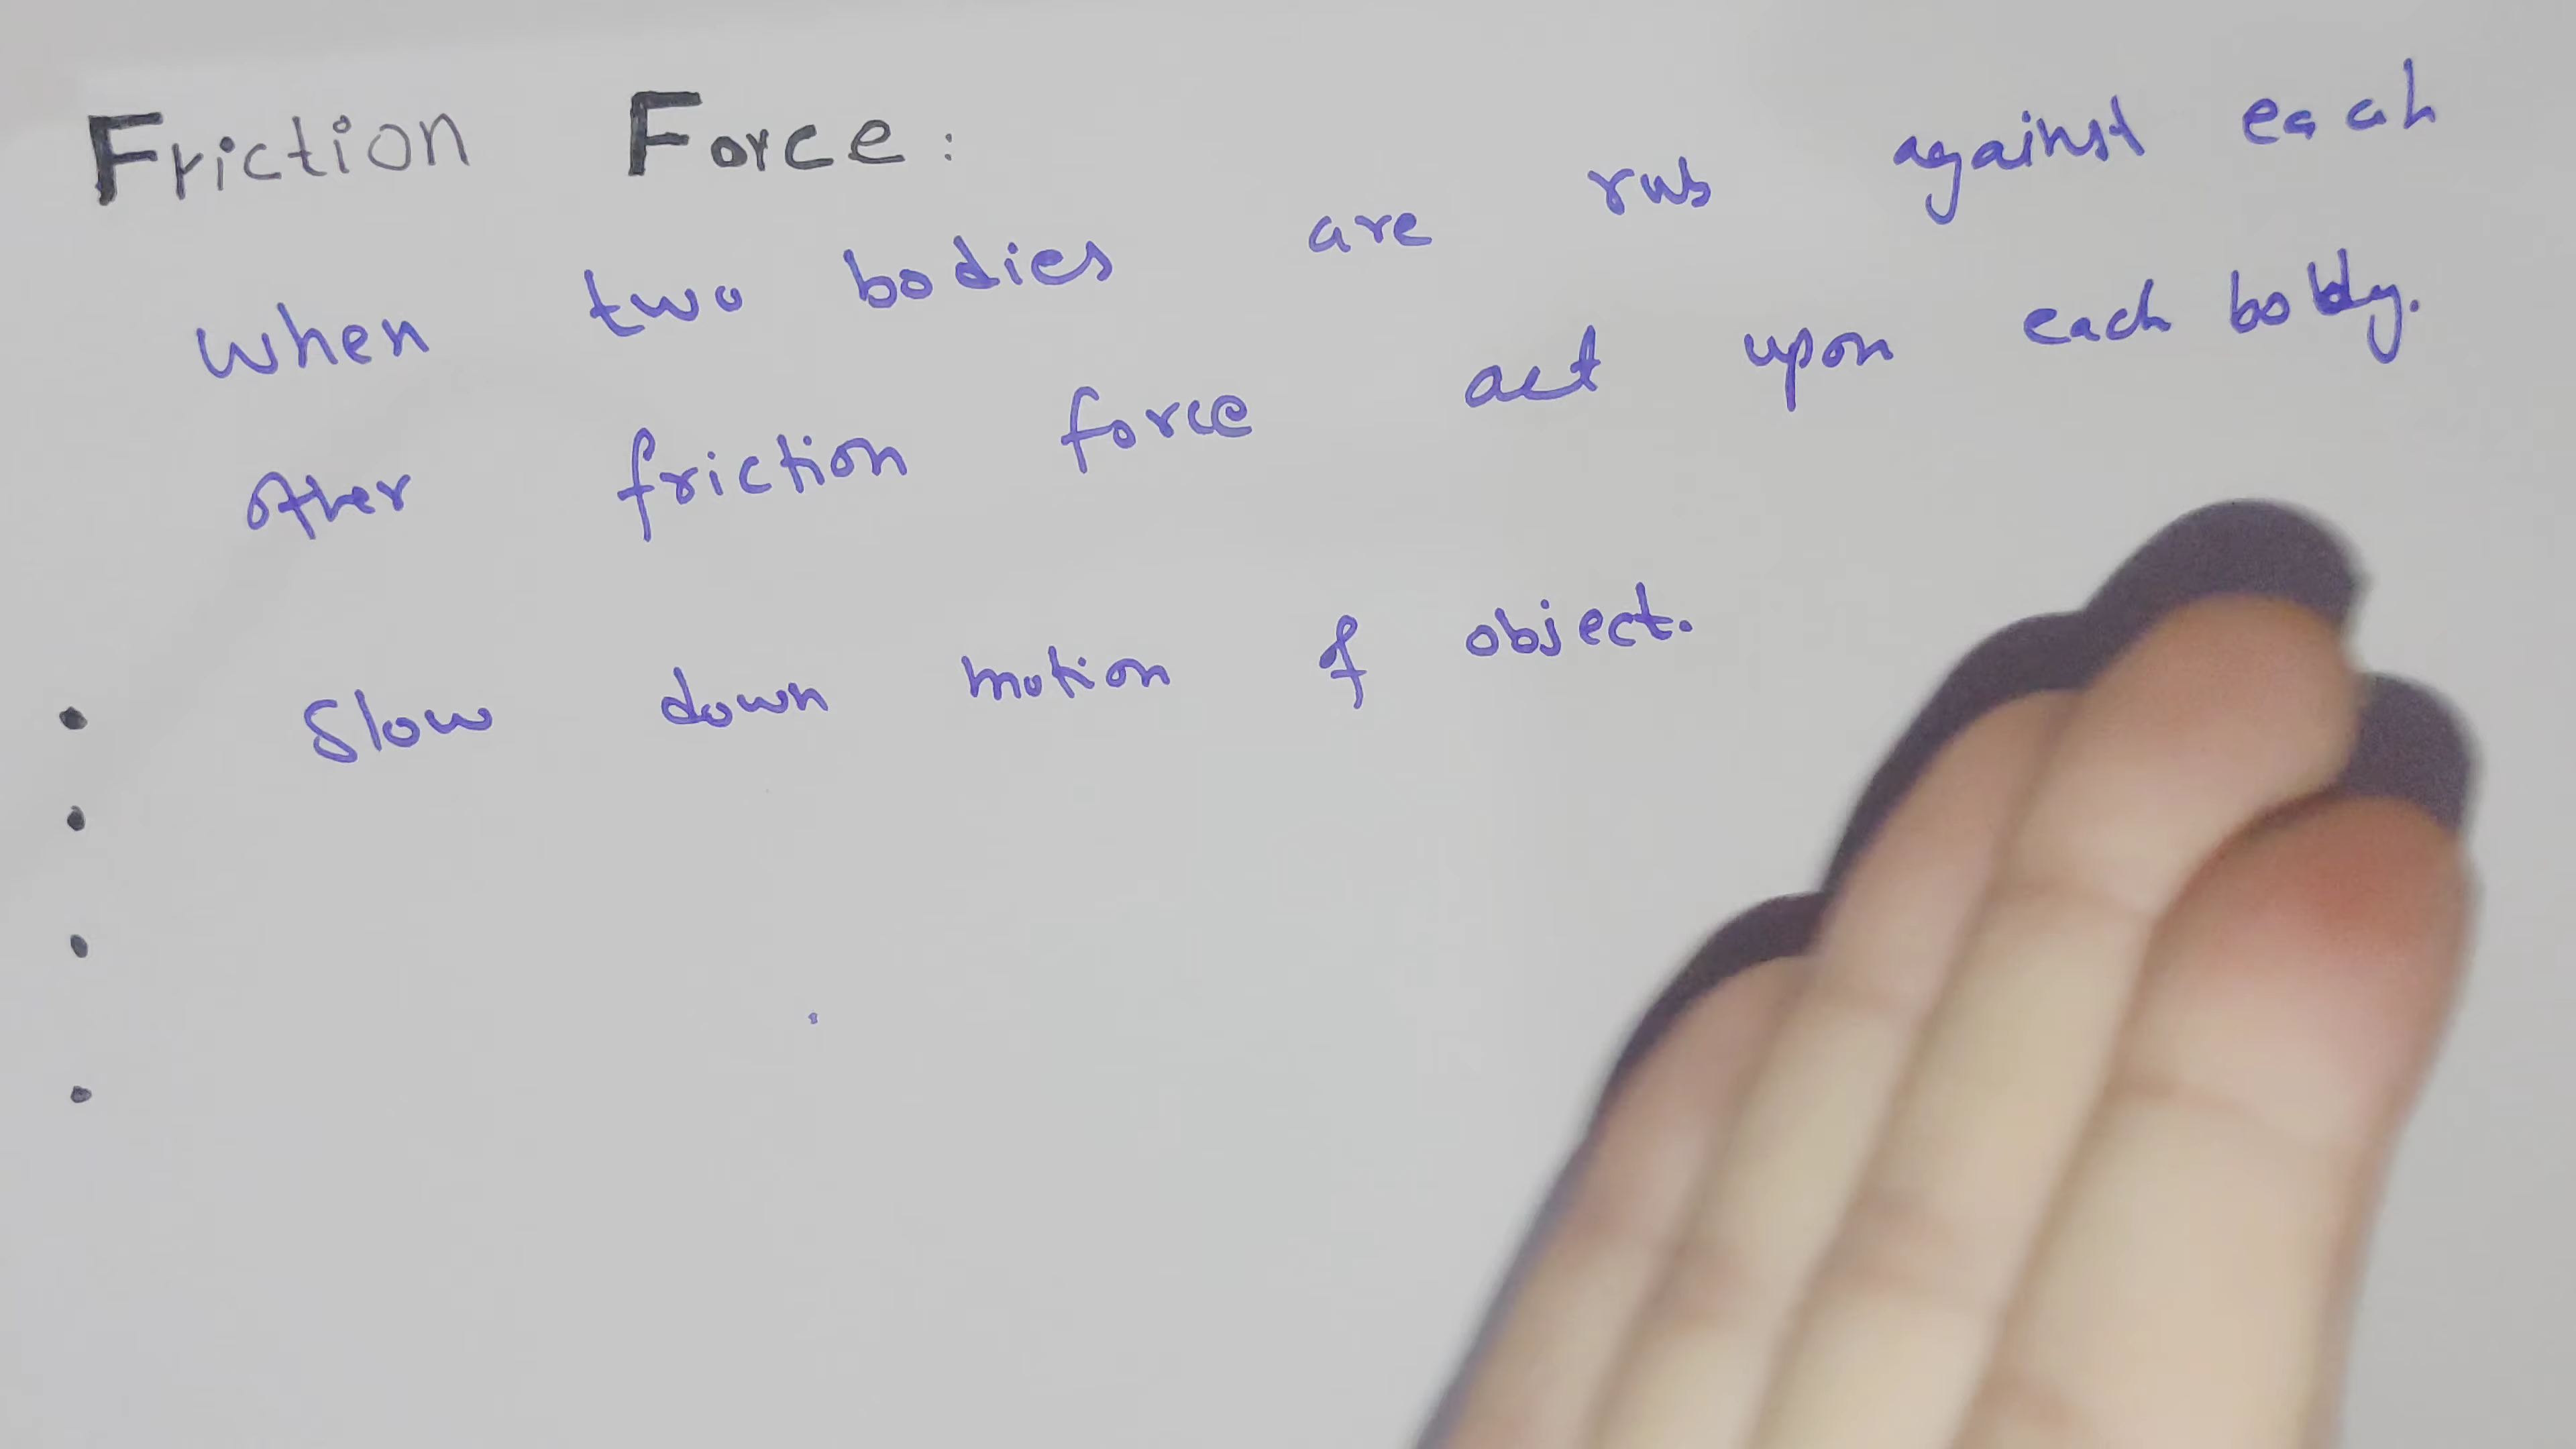 Friction Force:
When two bodies are rub against each
other friction force act upon each bobdy.
• Slow down motion of object.
•
•
•